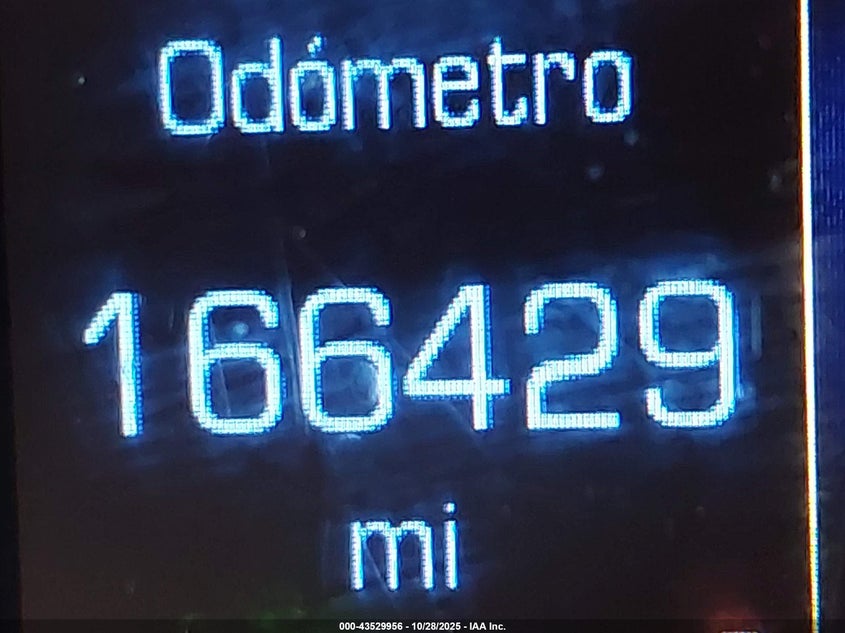 Odómetro
166429
mi
000-43529956 - 10/28/2025 - IAA Inc.